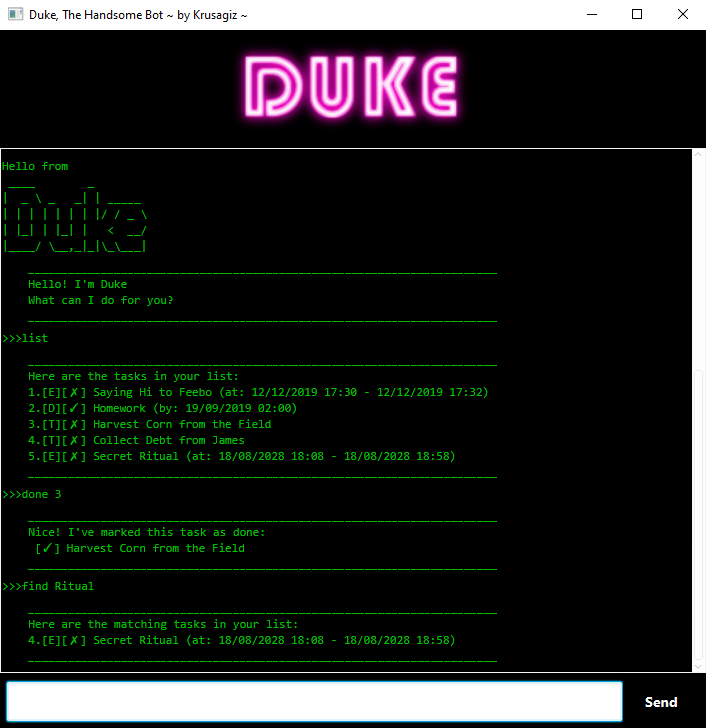 Duke, The Handsome Bot ~ by Krusagiz ~
DUKE
Hello from
 ____        _
|  _ \ _   _| | _____
| | | | | | | |/ / _ \
| |_| | |_| |   <  __/
|____/ \__,_|_|\_\___|
____________________________________________________________
Hello! I'm Duke
What can I do for you?
____________________________________________________________
>>>list
____________________________________________________________
Here are the tasks in your list:
1.[E][✗] Saying Hi to Feebo (at: 12/12/2019 17:30 - 12/12/2019 17:32)
2.[D][✓] Homework (by: 19/09/2019 02:00)
3.[T][✗] Harvest Corn from the Field
4.[T][✗] Collect Debt from James
5.[E][✗] Secret Ritual (at: 18/08/2028 18:08 - 18/08/2028 18:58)
____________________________________________________________
>>>done 3
____________________________________________________________
Nice! I've marked this task as done:
[✓] Harvest Corn from the Field
____________________________________________________________
>>>find Ritual
____________________________________________________________
Here are the matching tasks in your list:
4.[E][✗] Secret Ritual (at: 18/08/2028 18:08 - 18/08/2028 18:58)
____________________________________________________________
Send